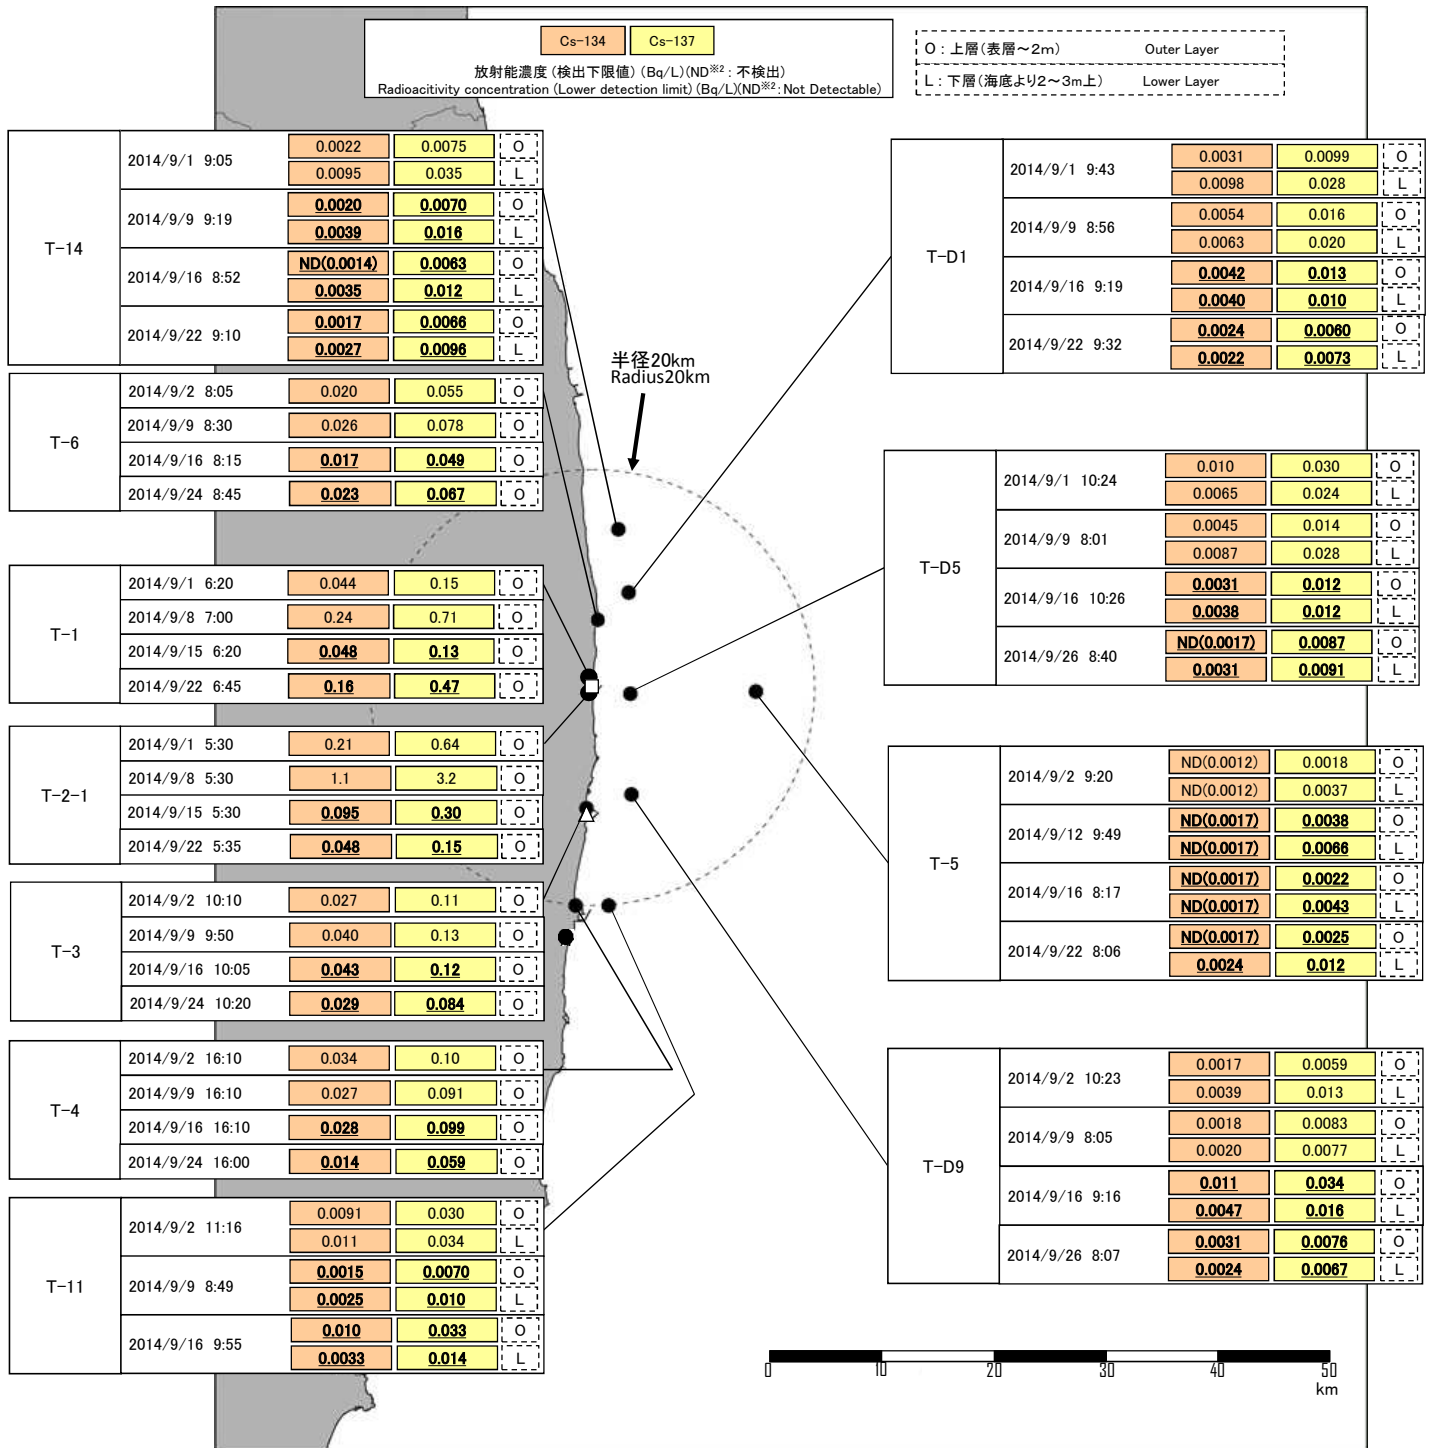 Cs-134 Cs-137
放射能濃度 (検出下限値) (Bq/L)(ND※2 : 不検出)
Radioacitivity concentration (Lower detection limit) (Bq/L)(ND※2 : Not Detectable)
O : 上層(表層～2m) Outer Layer
L : 下層(海底より2～3m上) Lower Layer
T-14
2014/9/1 9:05 0.0022 0.0075 O
0.0095 0.035 L
2014/9/9 9:19 0.0020 0.0070 O
0.0039 0.016 L
2014/9/16 8:52 ND(0.0014) 0.0063 O
0.0035 0.012 L
2014/9/22 9:10 0.0017 0.0066 O
0.0027 0.0096 L
T-6
2014/9/2 8:05 0.020 0.055 O
2014/9/9 8:30 0.026 0.078 O
2014/9/16 8:15 0.017 0.049 O
2014/9/24 8:45 0.023 0.067 O
T-1
2014/9/1 6:20 0.044 0.15 O
2014/9/8 7:00 0.24 0.71 O
2014/9/15 6:20 0.048 0.13 O
2014/9/22 6:45 0.16 0.47 O
T-2-1
2014/9/1 5:30 0.21 0.64 O
2014/9/8 5:30 1.1 3.2 O
2014/9/15 5:30 0.095 0.30 O
2014/9/22 5:35 0.048 0.15 O
T-3
2014/9/2 10:10 0.027 0.11 O
2014/9/9 9:50 0.040 0.13 O
2014/9/16 10:05 0.043 0.12 O
2014/9/24 10:20 0.029 0.084 O
T-4
2014/9/2 16:10 0.034 0.10 O
2014/9/9 16:10 0.027 0.091 O
2014/9/16 16:10 0.028 0.099 O
2014/9/24 16:00 0.014 0.059 O
T-11
2014/9/2 11:16 0.0091 0.030 O
0.011 0.034 L
2014/9/9 8:49 0.0015 0.0070 O
0.0025 0.010 L
2014/9/16 9:55 0.010 0.033 O
0.0033 0.014 L
半径20km
Radius20km
T-D1
2014/9/1 9:43 0.0031 0.0099 O
0.0098 0.028 L
2014/9/9 8:56 0.0054 0.016 O
0.0063 0.020 L
2014/9/16 9:19 0.0042 0.013 O
0.0040 0.010 L
2014/9/22 9:32 0.0024 0.0060 O
0.0022 0.0073 L
T-D5
2014/9/1 10:24 0.010 0.030 O
0.0065 0.024 L
2014/9/9 8:01 0.0045 0.014 O
0.0087 0.028 L
2014/9/16 10:26 0.0031 0.012 O
0.0038 0.012 L
2014/9/26 8:40 ND(0.0017) 0.0087 O
0.0031 0.0091 L
T-5
2014/9/2 9:20 ND(0.0012) 0.0018 O
ND(0.0012) 0.0037 L
2014/9/12 9:49 ND(0.0017) 0.0038 O
ND(0.0017) 0.0066 L
2014/9/16 8:17 ND(0.0017) 0.0022 O
ND(0.0017) 0.0043 L
2014/9/22 8:06 ND(0.0017) 0.0025 O
0.0024 0.012 L
T-D9
2014/9/2 10:23 0.0017 0.0059 O
0.0039 0.013 L
2014/9/9 8:05 0.0018 0.0083 O
0.0020 0.0077 L
2014/9/16 9:16 0.011 0.034 O
0.0047 0.016 L
2014/9/26 8:07 0.0031 0.0076 O
0.0024 0.0067 L
0 10 20 30 40 50
km